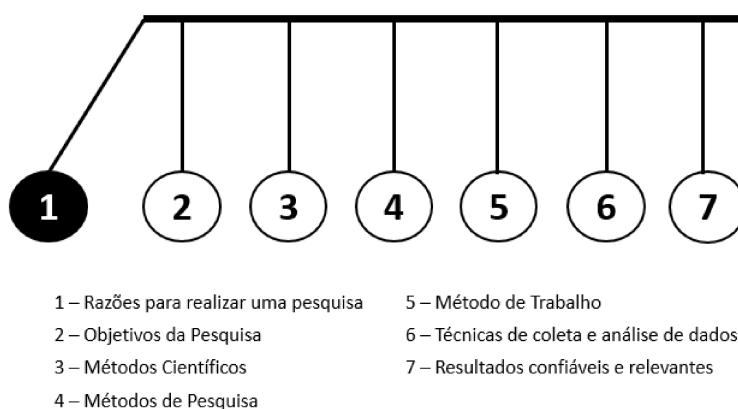 1 2 3 4 5 6 7
1 – Razões para realizar uma pesquisa
2 – Objetivos da Pesquisa
3 – Métodos Científicos
4 – Métodos de Pesquisa
5 – Método de Trabalho
6 – Técnicas de coleta e análise de dados
7 – Resultados confiáveis e relevantes